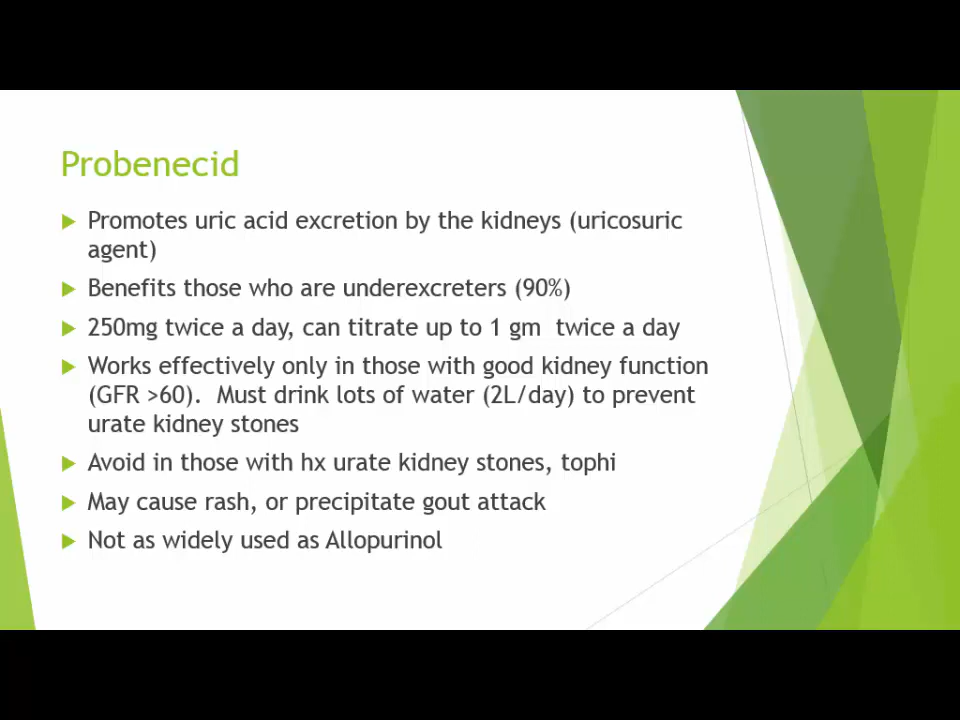 Probenecid
Promotes uric acid excretion by the kidneys (uricosuric
agent)
Benefits those who are underexcreters (90%)
250mg twice a day, can titrate up to 1 gm  twice a day
Works effectively only in those with good kidney function
(GFR >60).  Must drink lots of water (2L/day) to prevent
urate kidney stones
Avoid in those with hx urate kidney stones, tophi
May cause rash, or precipitate gout attack
Not as widely used as Allopurinol